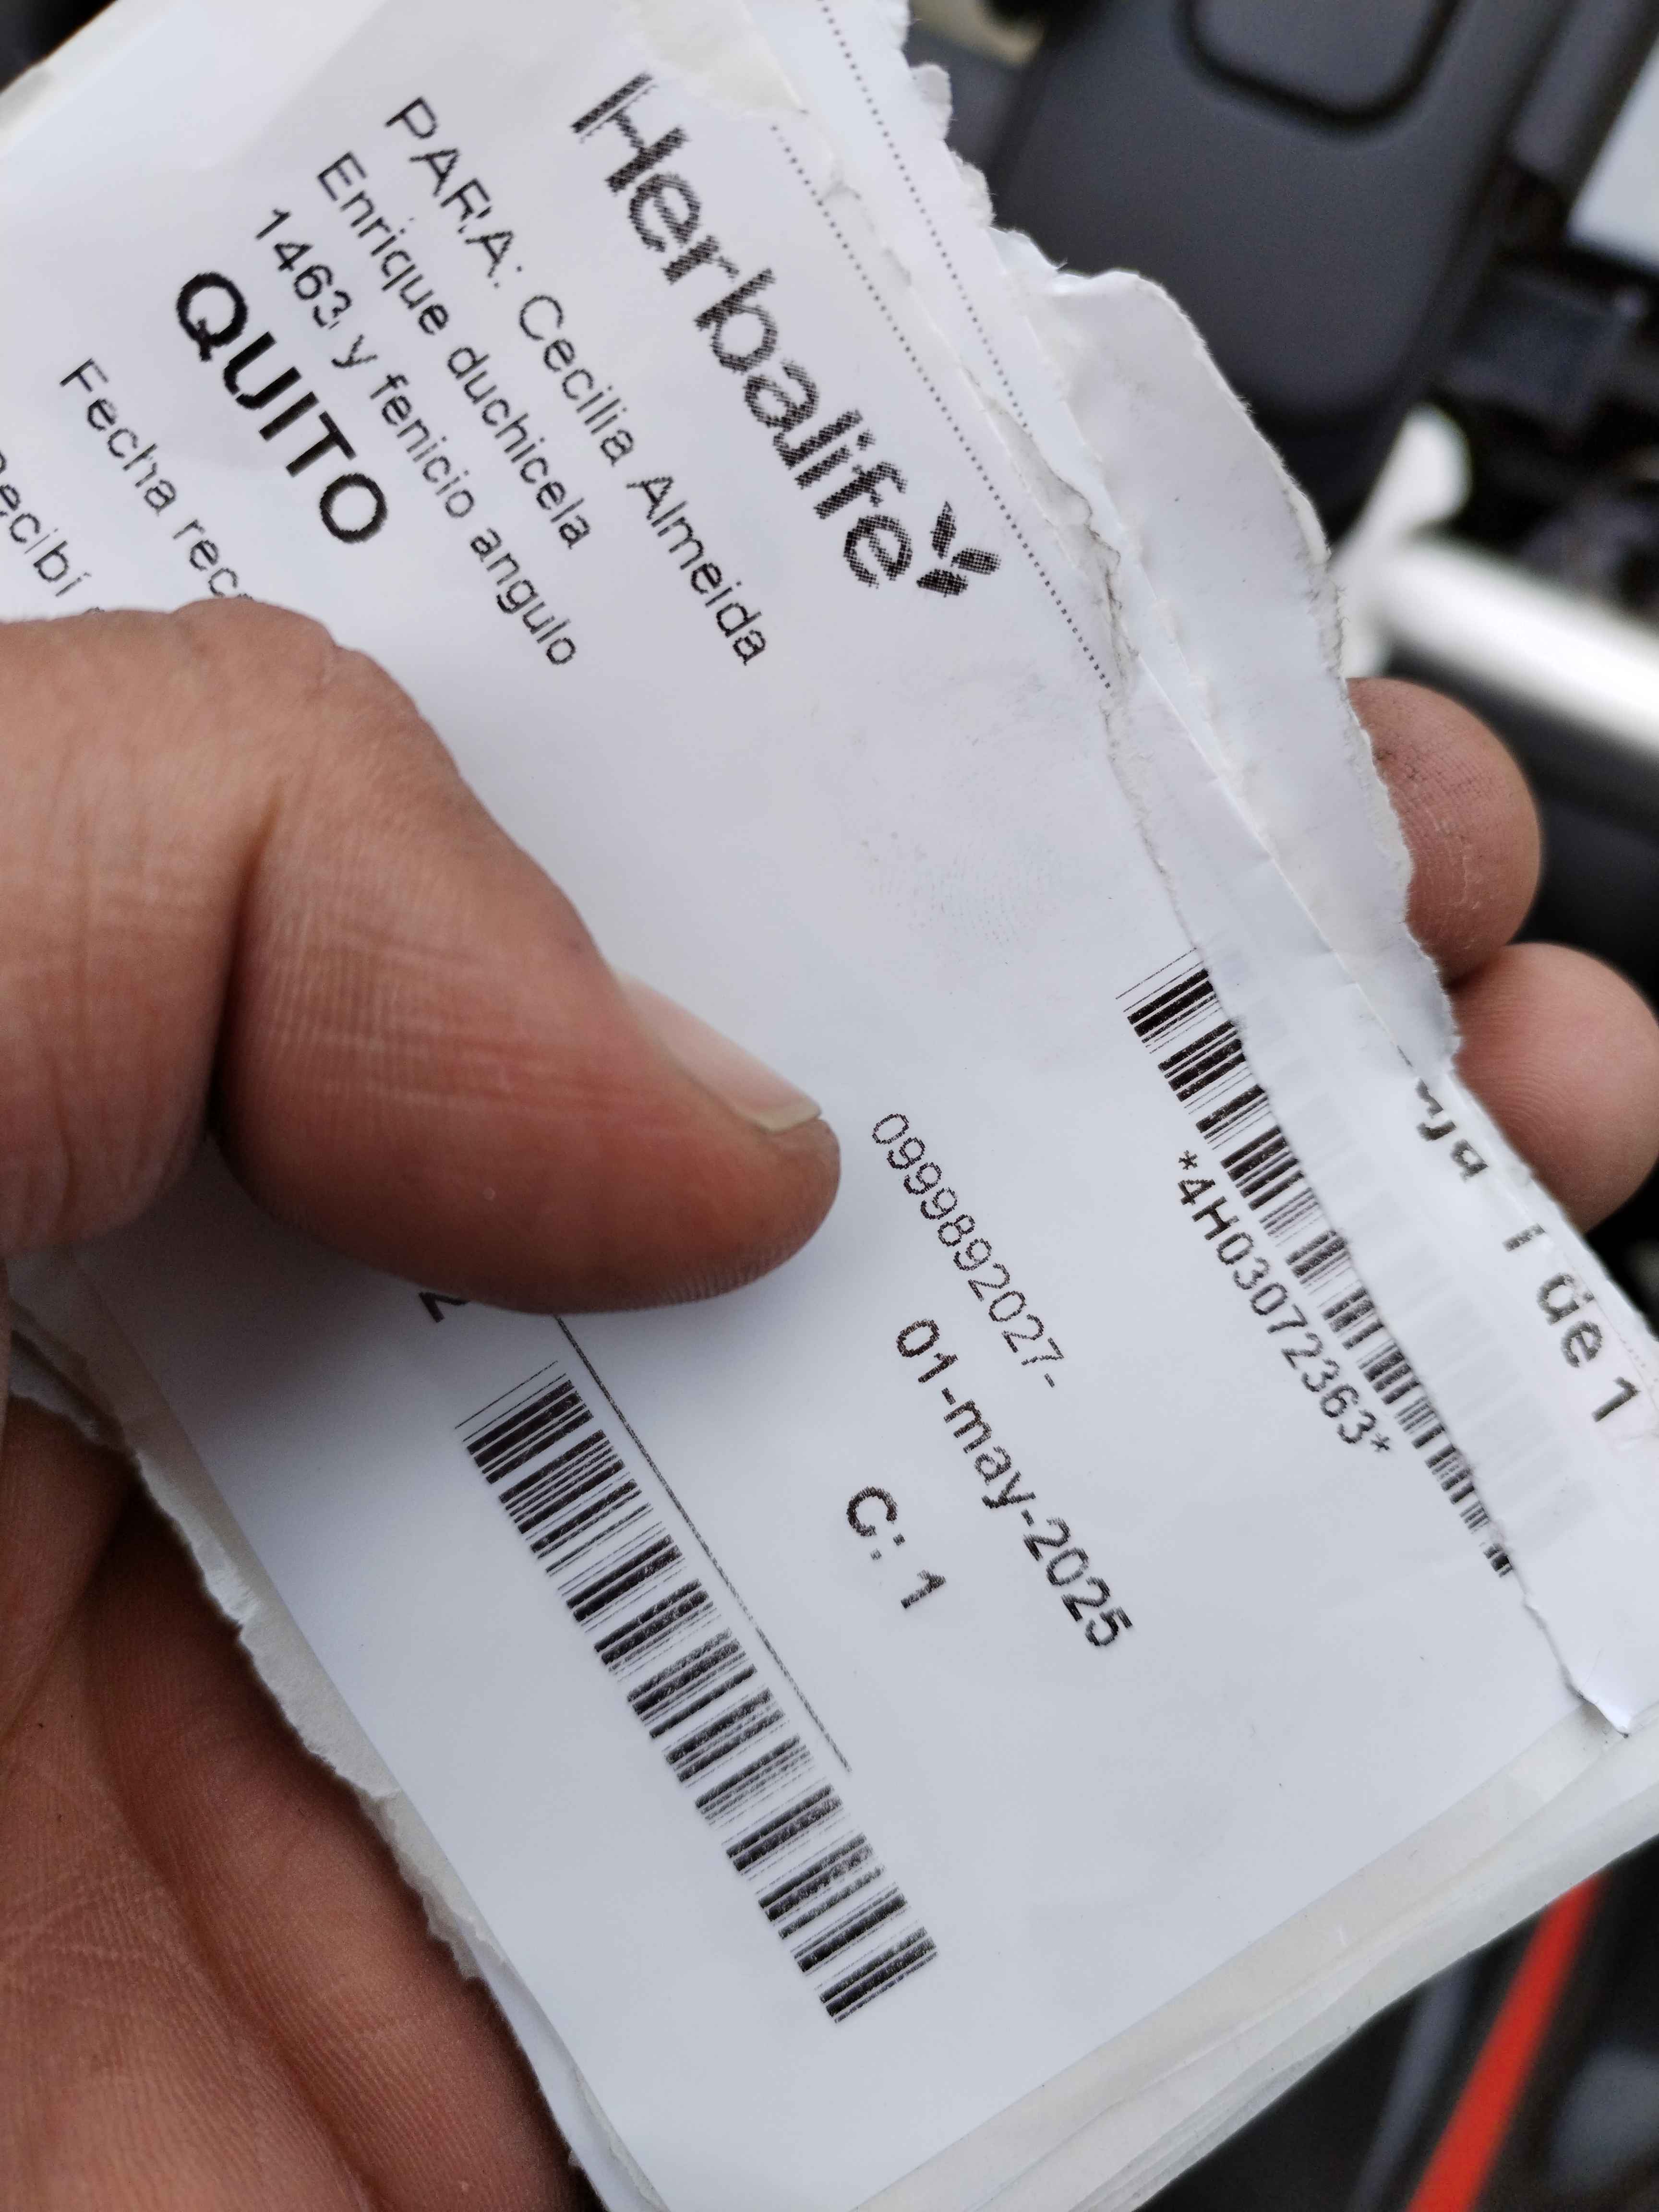 Herbalife
PARA: Cecilia Almeida
Enrique duchicela
1463 y fenicio angulo
QUITO
Fecha
1 de 1
*4H03072363*
0999892027-
01-may-2025
C: 1